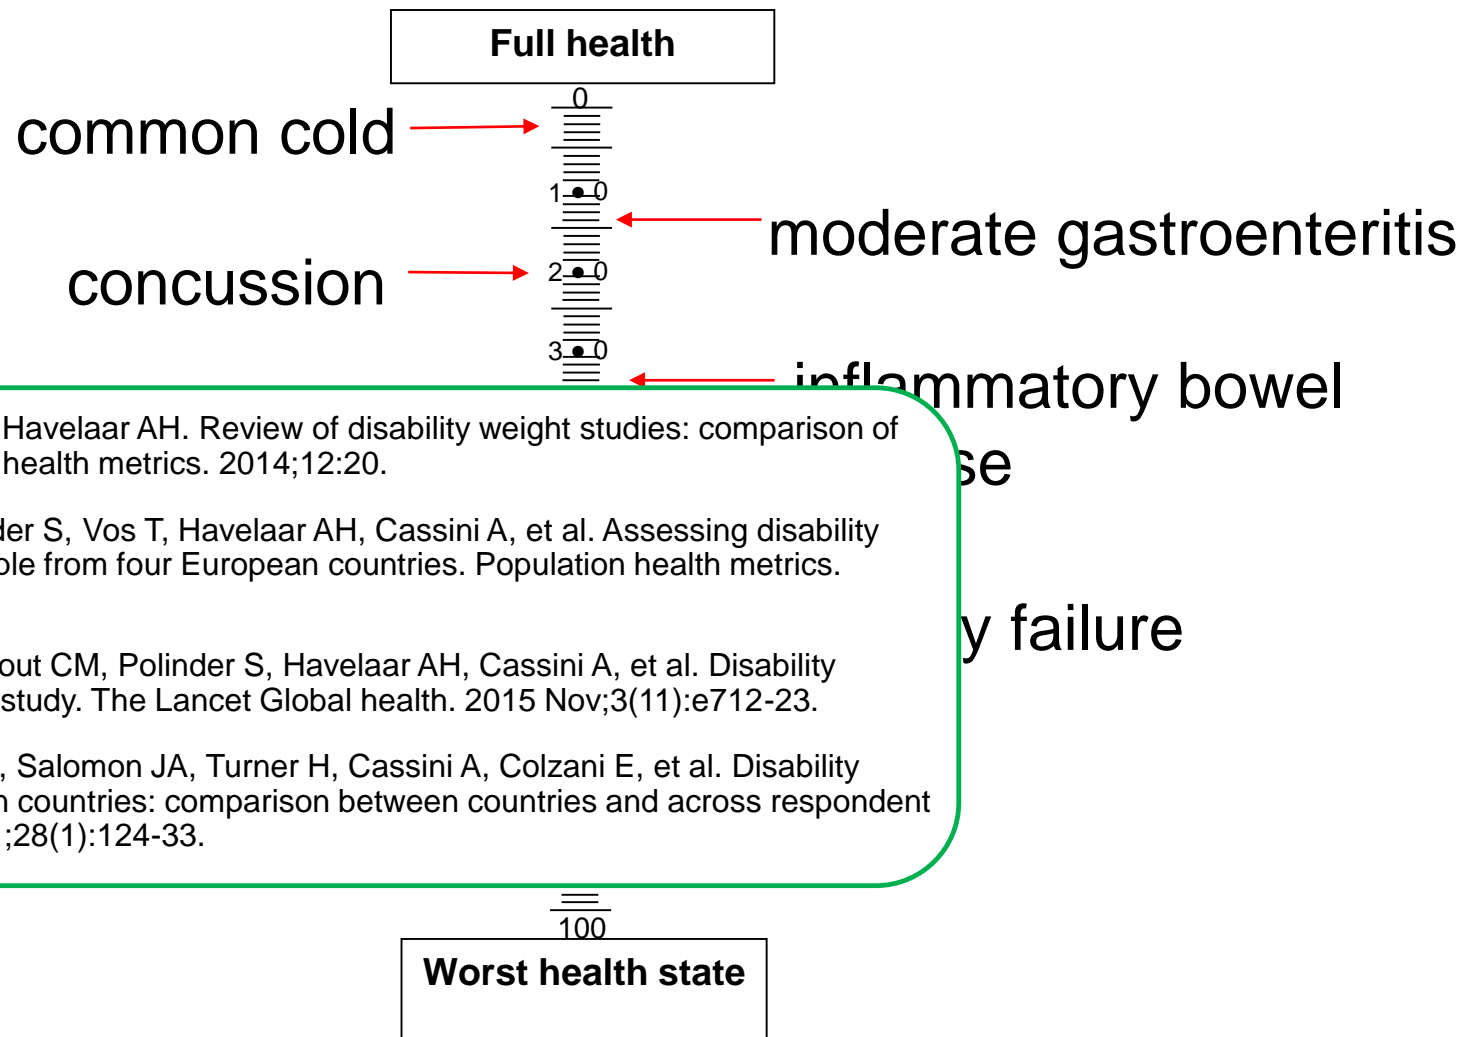 Full health
0
common cold
1 0
moderate gastroenteritis
concussion
2 0
3 0
inflammatory bowel
Havelaar AH. Review of disability weight studies: comparison of
health metrics. 2014;12:20.
der S, Vos T, Havelaar AH, Cassini A, et al. Assessing disability
ple from four European countries. Population health metrics.
y failure
out CM, Polinder S, Havelaar AH, Cassini A, et al. Disability
study. The Lancet Global health. 2015 Nov;3(11):e712-23.
, Salomon JA, Turner H, Cassini A, Colzani E, et al. Disability
n countries: comparison between countries and across respondent
;28(1):124-33.
100
Worst health state